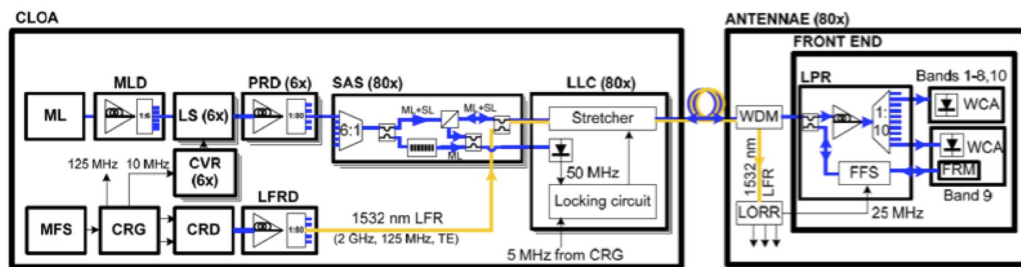 CLOA
ANTENNAE (80x)
FRONT END
MLD
PRD (6x)
SAS (80x)
LLC (80x)
LPR
Bands 1-8,10
ML
1:6
LS (6x)
1:80
6:1
ML+SL
ML+SL
ML
Stretcher
WDM
1:10
WCA
WCA
125 MHz
10 MHz
CVR
(6x)
50 MHz
1532 nm
LFR
FFS
FRM
Band 9
LFRD
MFS
CRG
CRD
1:80
1532 nm LFR
(2 GHz, 125 MHz, TE)
Locking circuit
LORR
25 MHz
5 MHz from CRG